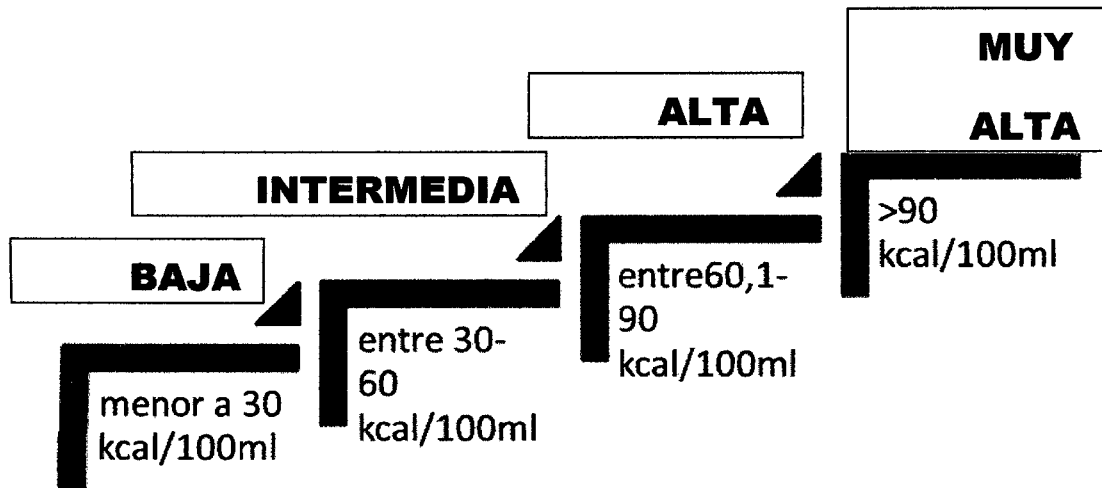 BAJA
menor a 30
kcal/100ml
INTERMEDIA
entre 30-
60
kcal/100ml
ALTA
entre60,1-
90
kcal/100ml
MUY
ALTA
>90
kcal/100ml